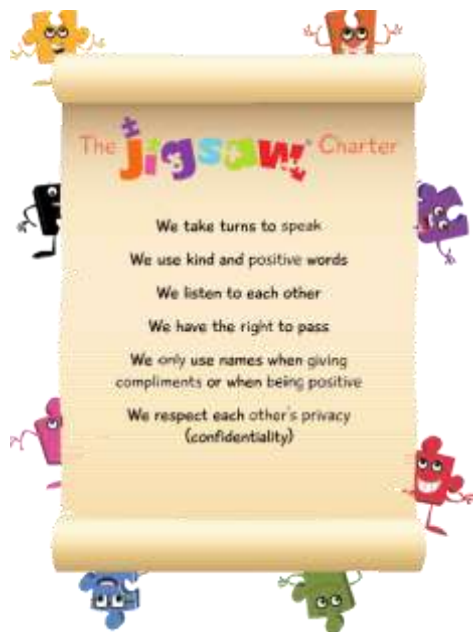 The Jigsaw Charter
We take turns to speak
We use kind and positive words
We listen to each other
We have the right to pass
We only use names when giving
compliments or when being positive
We respect each other's privacy
(confidentiality)